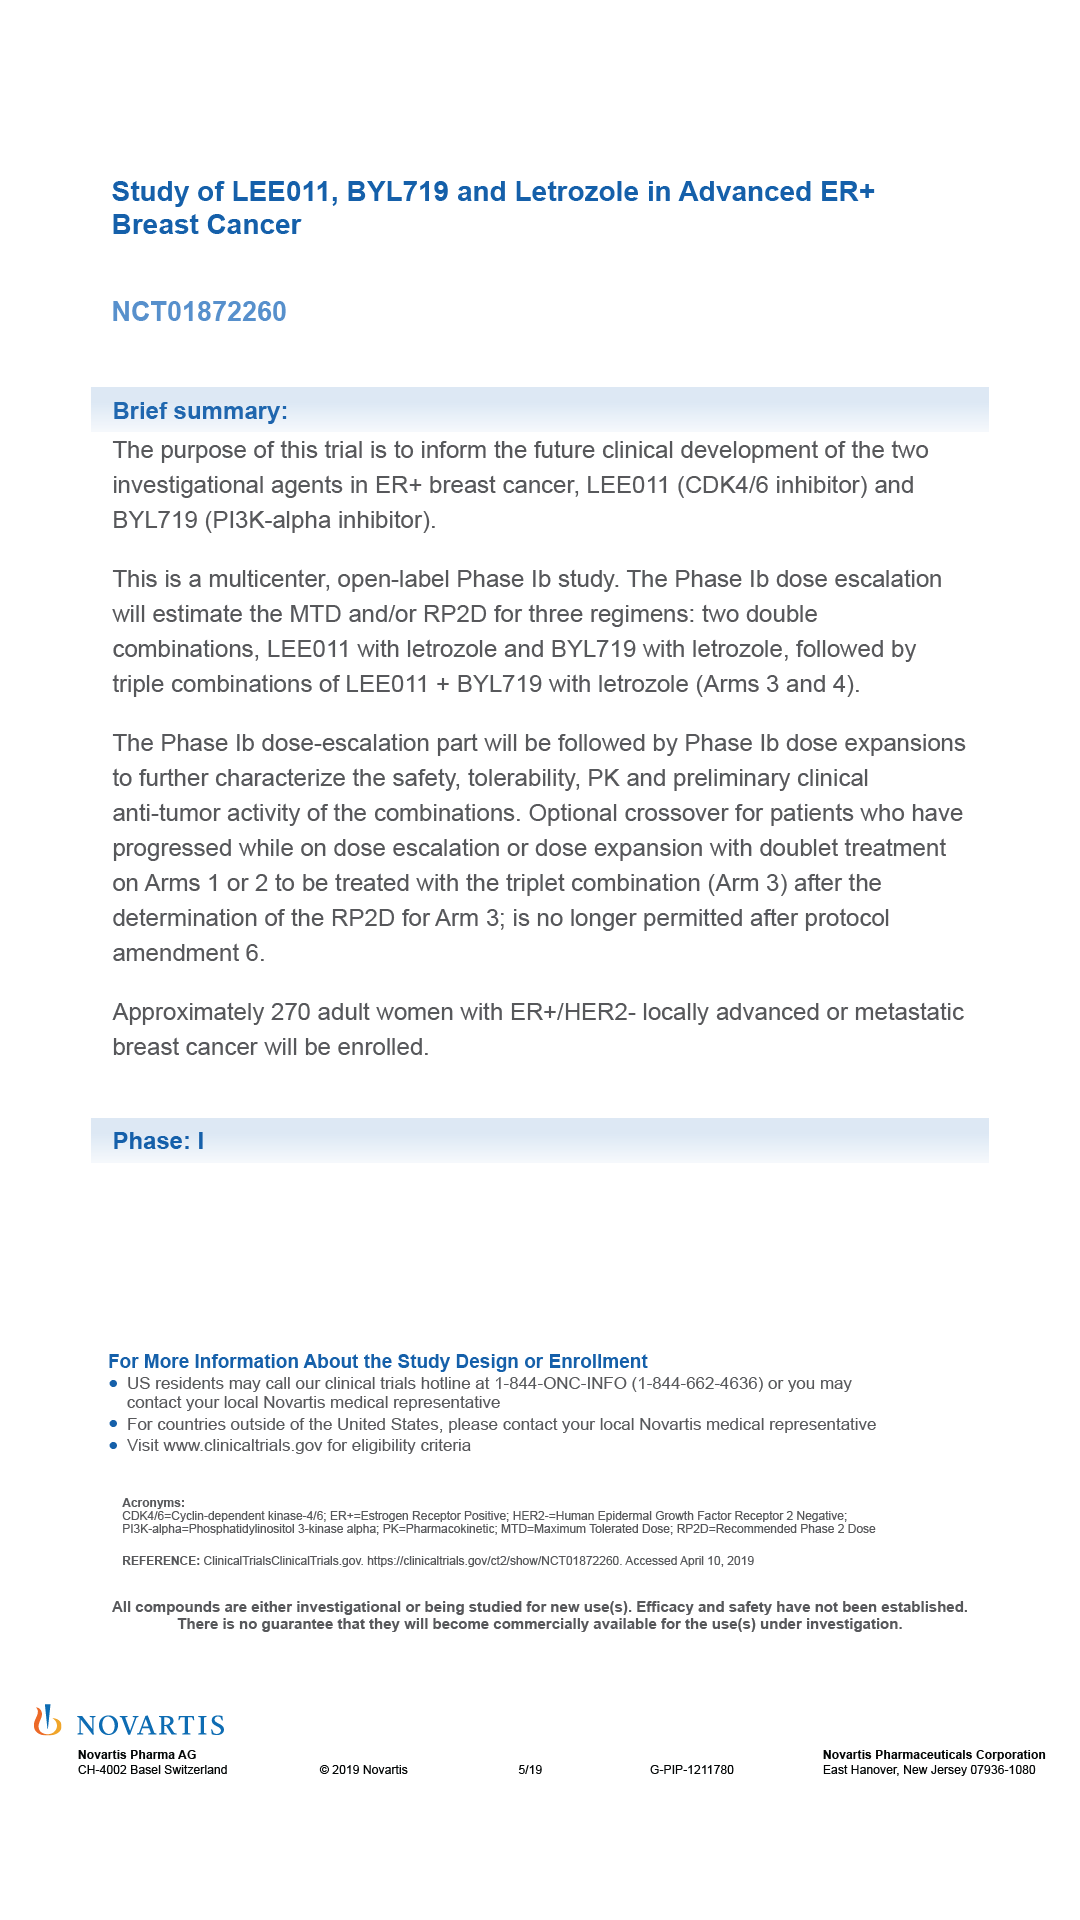 Study of LEE011, BYL719 and Letrozole in Advanced ER+
Breast Cancer
NCT01872260
Brief summary:
The purpose of this trial is to inform the future clinical development of the two
investigational agents in ER+ breast cancer, LEE011 (CDK4/6 inhibitor) and
BYL719 (PI3K-alpha inhibitor).
This is a multicenter, open-label Phase Ib study. The Phase Ib dose escalation
will estimate the MTD and/or RP2D for three regimens: two double
combinations, LEE011 with letrozole and BYL719 with letrozole, followed by
triple combinations of LEE011 + BYL719 with letrozole (Arms 3 and 4).
The Phase Ib dose-escalation part will be followed by Phase Ib dose expansions
to further characterize the safety, tolerability, PK and preliminary clinical
anti-tumor activity of the combinations. Optional crossover for patients who have
progressed while on dose escalation or dose expansion with doublet treatment
on Arms 1 or 2 to be treated with the triplet combination (Arm 3) after the
determination of the RP2D for Arm 3; is no longer permitted after protocol
amendment 6.
Approximately 270 adult women with ER+/HER2- locally advanced or metastatic
breast cancer will be enrolled.
Phase: I
For More Information About the Study Design or Enrollment
• US residents may call our clinical trials hotline at 1-844-ONC-INFO (1-844-662-4636) or you may
contact your local Novartis medical representative
• For countries outside of the United States, please contact your local Novartis medical representative
• Visit www.clinicaltrials.gov for eligibility criteria
Acronyms:
CDK4/6=Cyclin-dependent kinase-4/6; ER+=Estrogen Receptor Positive; HER2-=Human Epidermal Growth Factor Receptor 2 Negative;
PI3K-alpha=Phosphatidylinositol 3-kinase alpha; PK=Pharmacokinetic; MTD=Maximum Tolerated Dose; RP2D=Recommended Phase 2 Dose
REFERENCE: ClinicalTrialsClinicalTrials.gov. https://clinicaltrials.gov/ct2/show/NCT01872260. Accessed April 10, 2019
All compounds are either investigational or being studied for new use(s). Efficacy and safety have not been established.
There is no guarantee that they will become commercially available for the use(s) under investigation.
NOVARTIS
Novartis Pharma AG Novartis Pharmaceuticals Corporation
CH-4002 Basel Switzerland © 2019 Novartis 5/19 G-PIP-1211780 East Hanover, New Jersey 07936-1080